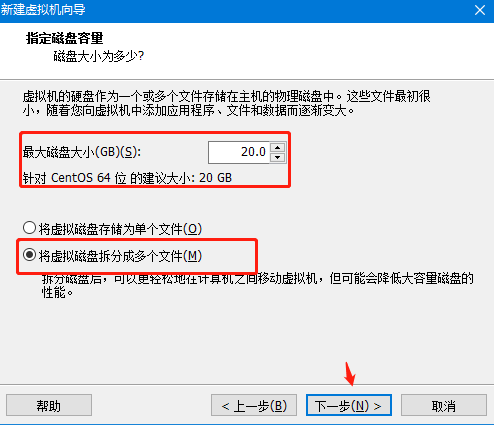 新建虚拟机向导
指定磁盘容量
磁盘大小为多少?
虚拟机的硬盘作为一个或多个文件存储在主机的物理磁盘中。这些文件最初很
小，随着您向虚拟机中添加应用程序、文件和数据而逐渐变大。
最大磁盘大小(GB)(S): 20.0
针对 CentOS 64 位 的建议大小: 20 GB
将虚拟磁盘存储为单个文件(O)
将虚拟磁盘拆分成多个文件(M)
拆分磁盘后，可以更轻松地在计算机之间移动虚拟机，但可能会降低大容量磁盘的
性能。
帮助 < 上一步(B) 下一步(N) > 取消